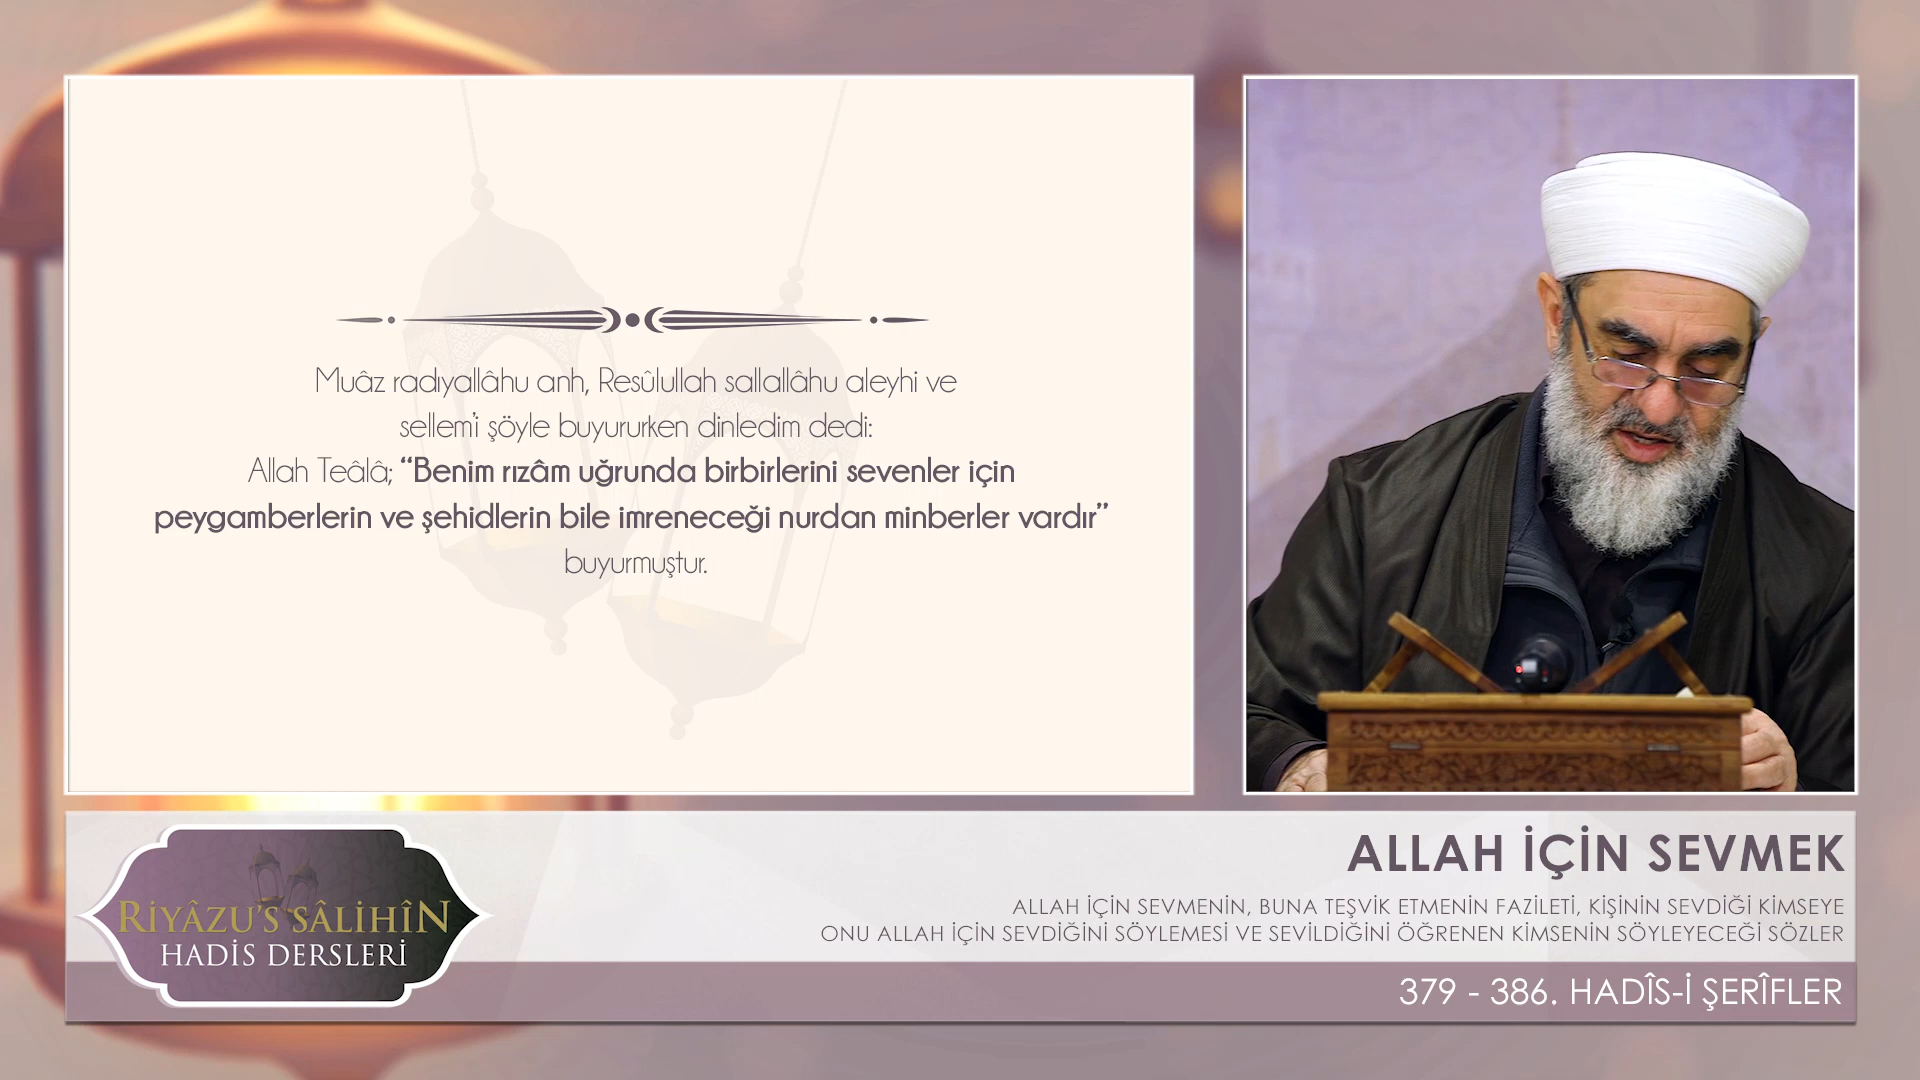 Muâz radıyallâhu anh, Resûlullah sallallâhu aleyhi ve
sellem'i şöyle buyururken dinledim dedi:
Allah Teâlâ; “Benim rızâm uğrunda birbirlerini sevenler için
peygamberlerin ve şehidlerin bile imreneceği nurdan minberler vardır”
buyurmuştur.
ALLAH İÇİN SEVMEK
ALLAH İÇİN SEVMENİN, BUNA TEŞVİK ETMENİN FAZİLETİ, KİŞİNİN SEVDİĞİ KİMSEYE
ONU ALLAH İÇİN SEVDİĞİNİ SÖYLEMESİ VE SEVİLDİĞİNİ ÖĞRENEN KİMSENİN SÖYLEYECEĞİ SÖZLER
RİYÂZU'S SÂLİHÎN
HADİS DERSLERİ
379 - 386. HADÎS-İ ŞERÎFLER